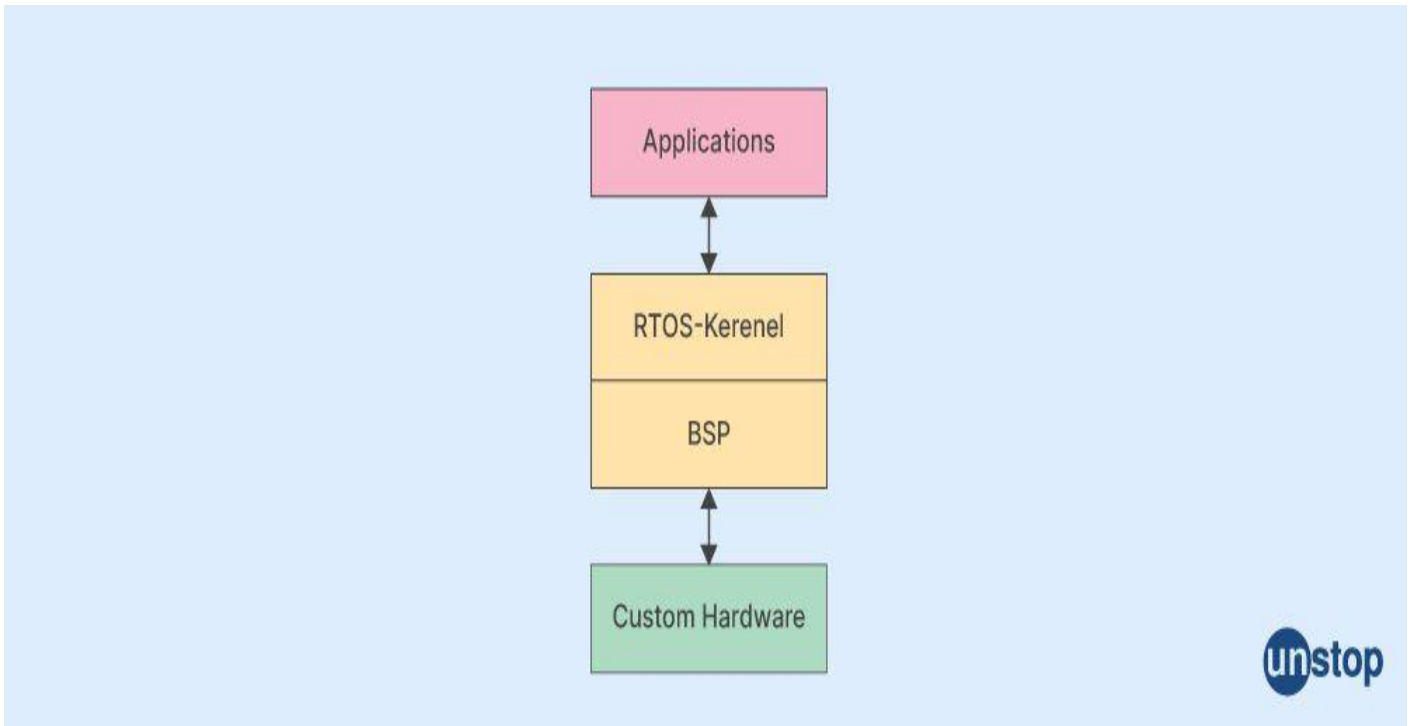 Applications
RTOS-Kerenel
BSP
Custom Hardware
unstop